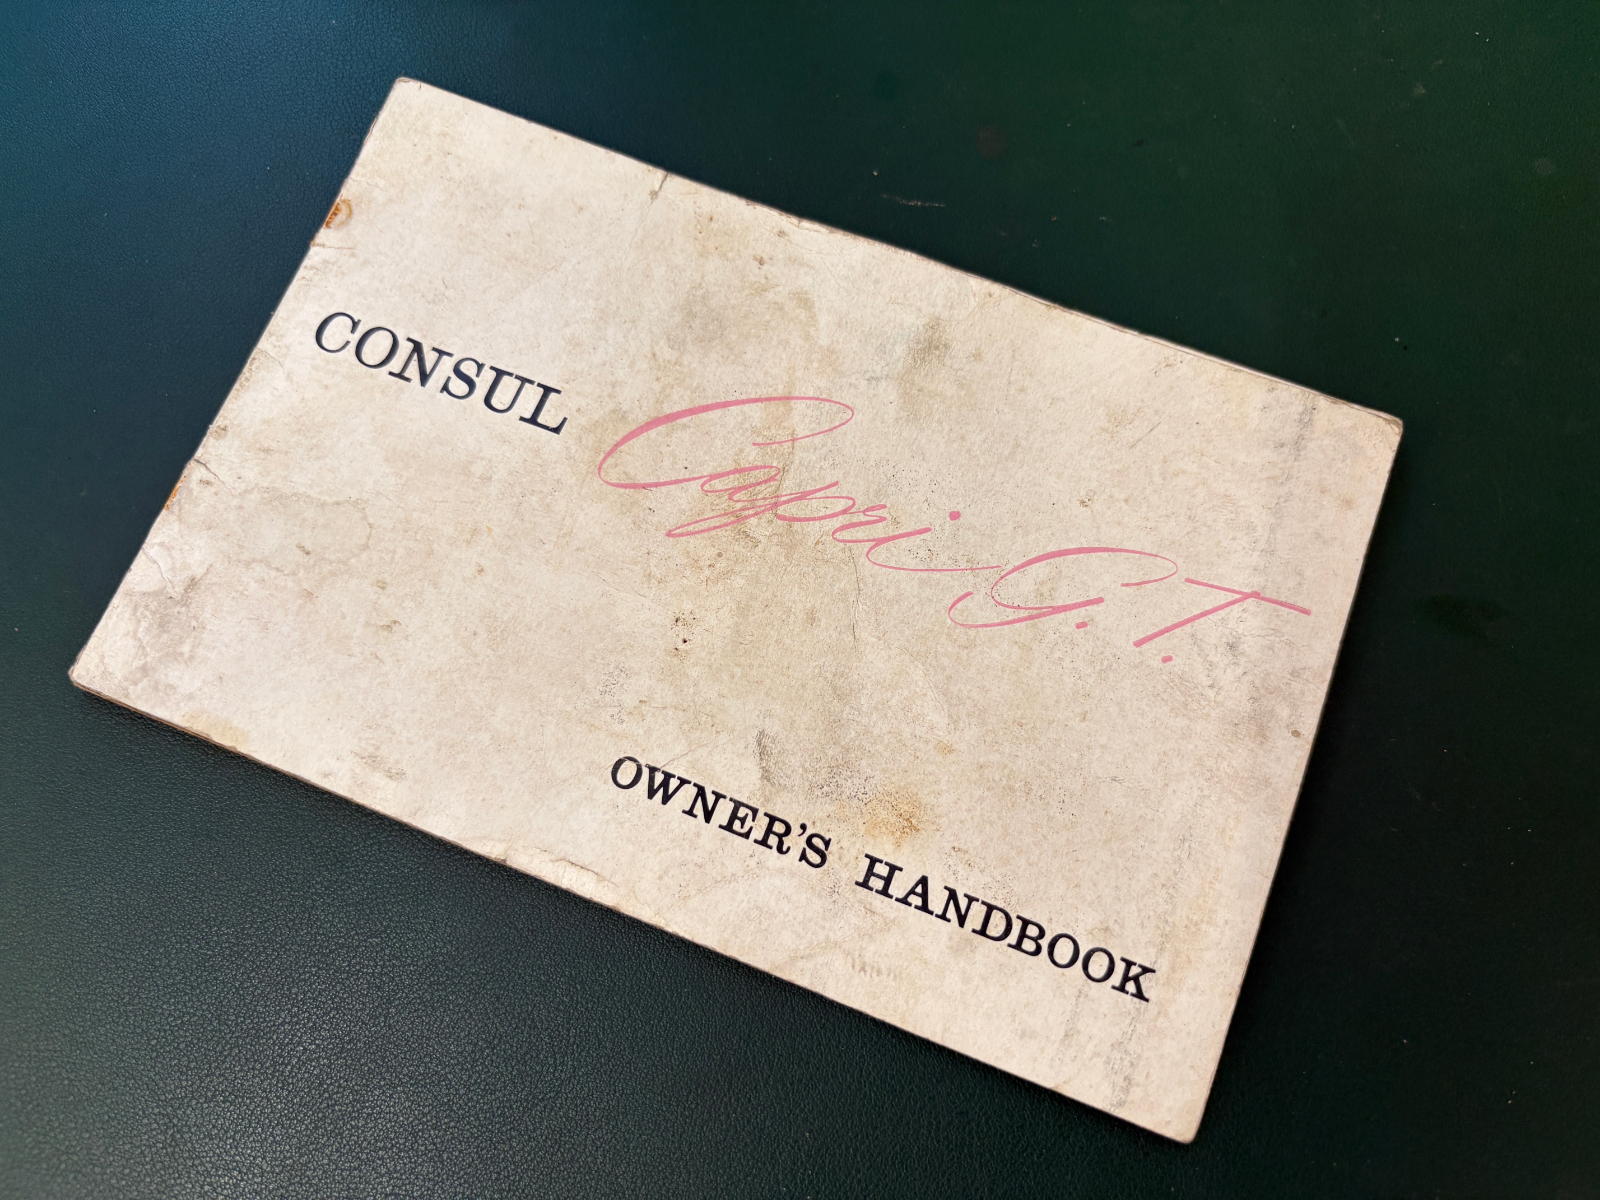 CONSUL Capri G.T.
OWNER'S HANDBOOK